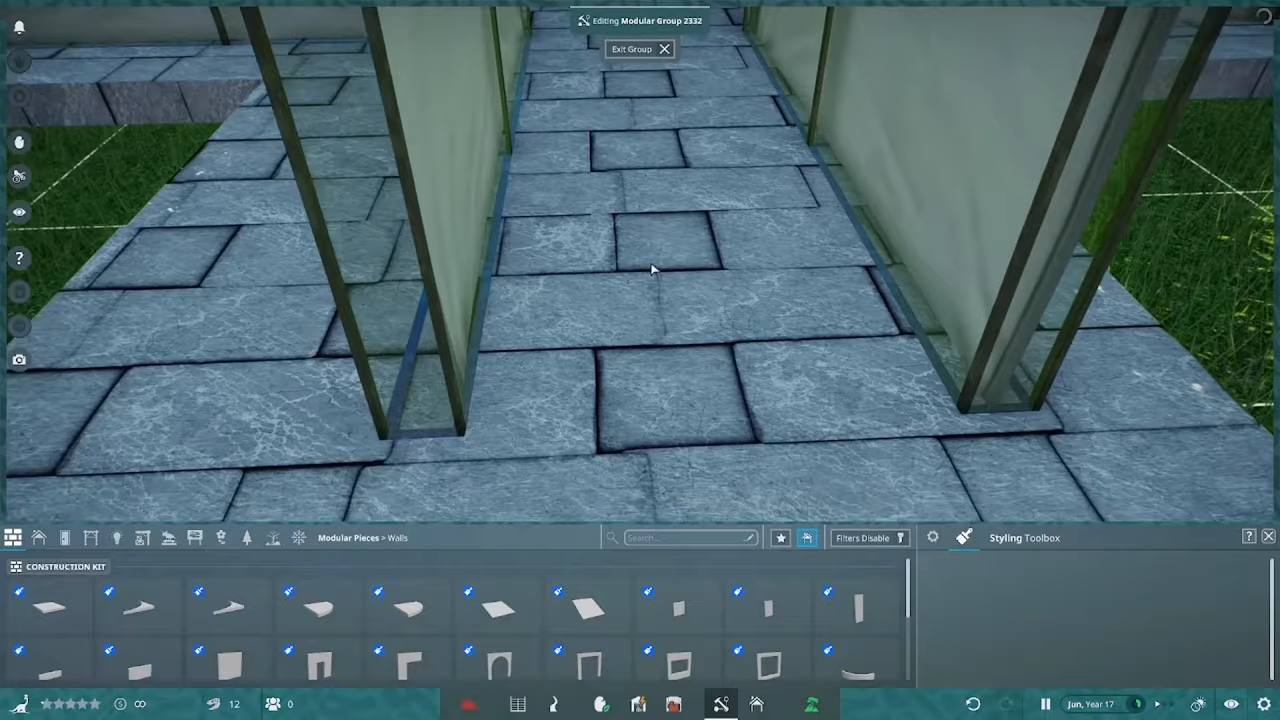 Editing Modular Group 2332
Exit Group
Modular Pieces > Walls
Search...
Filters Disable
Styling Toolbox
?
CONSTRUCTION KIT
?
∞
12
0
Jun, Year 17